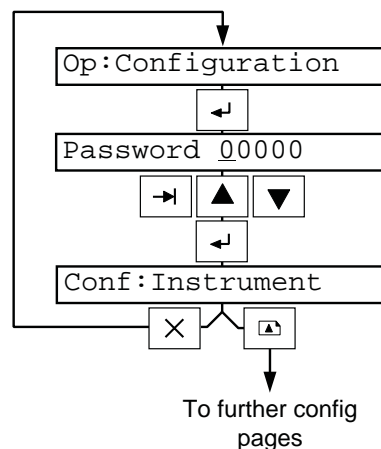 Op:Configuration
Password 00000
Conf:Instrument
To further config
pages